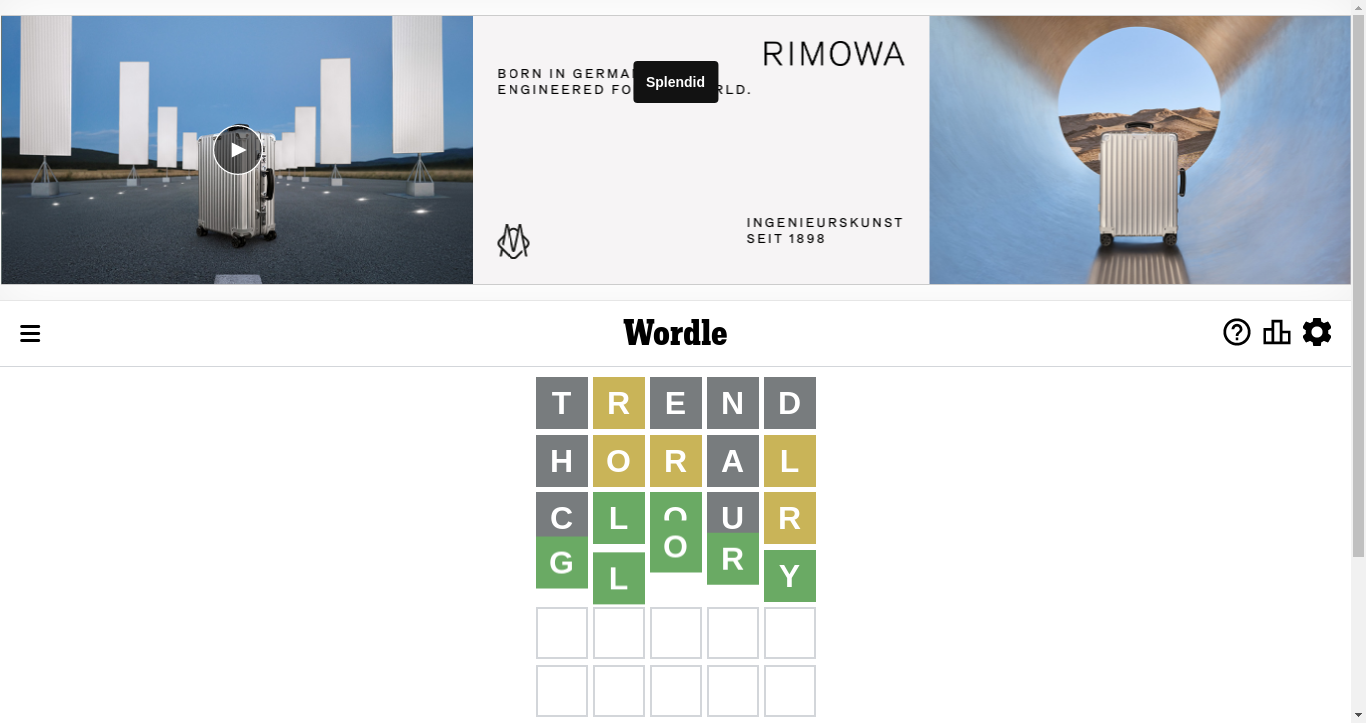 RIMOWA
BORN IN GERMA
ENGINEERED FO RLD.
Splendid
INGENIEURSKUNST
SEIT 1898
Wordle
T R E N D
H O R A L
C L O U R
G L O R Y